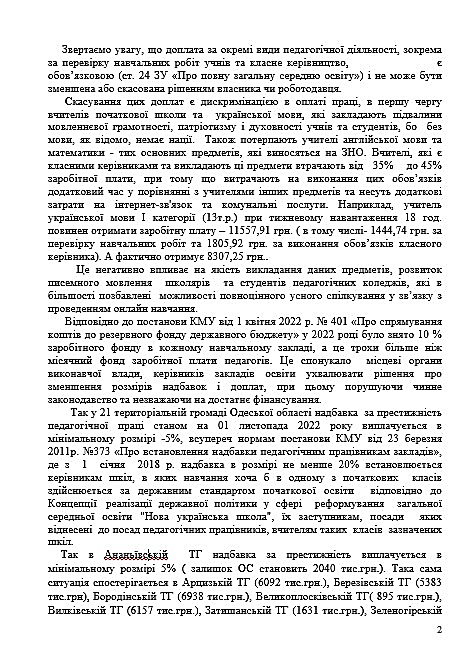 Звертаємо увагу, що доплата за окремі види педагогічної діяльності, зокрема
за перевірку навчальних робіт учнів та класне керівництво, є
обов’язковою (ст. 24 ЗУ «Про повну загальну середню освіту») і не може бути
зменшена або скасована рішенням власника чи роботодавця.
Скасування цих доплат є дискримінацією в оплаті праці, в першу чергу
вчителів початкової школи та української мови, які закладають підвалини
мовленнєвої грамотності, патріотизму і духовності учнів та студентів, бо без
мови, як відомо, немає нації. Також потерпають учителі англійської мови та
математики - тих основних предметів, які виносяться на ЗНО. Вчителі, які є
класними керівниками та викладають ці предмети втрачають від 35% до 45%
заробітної плати, при тому що витрачають на виконання цих обов'язків
додатковий час у порівнянні з учителями інших предметів та несуть додаткові
затрати на інтернет-зв'язок та комунальні послуги. Наприклад, учитель
української мови І категорії (13т.р.) при тижневому навантаження 18 год.
повинен отримати заробітну плату – 11557,91 грн. ( в тому числі- 1444,74 грн. за
перевірку навчальних робіт та 1805,92 грн. за виконання обов’язків класного
керівника). А фактично отримує 8307,25 грн..
Це негативно впливає на якість викладання даних предметів, розвиток
писемного мовлення школярів та студентів педагогічних коледжів, які в
більшості позбавлені можливості повноцінного усного спілкування у зв`язку з
проведенням онлайн навчання.
Відповідно до постанови КМУ від 1 квітня 2022 р. № 401 «Про спрямування
коштів до резервного фонду державного бюджету» у 2022 році було знято 10 %
заробітного фонду в кожному навчальному закладі, а це трохи більше ніж
місячний фонд заробітної плати педагогів. Це спонукало місцеві органи
виконавчої влади, керівників закладів освіти ухвалювати рішення про
зменшення розмірів надбавок і доплат, при цьому порушуючи чинне
законодавство та незважаючи на достатнє фінансування.
Так у 21 територіальній громаді Одеської області надбавка за престижність
педагогічної праці станом на 01 листопада 2022 року виплачується в
мінімальному розмірі -5%, всупереч нормам постанови КМУ від 23 березня
2011р. №373 «Про встановлення надбавки педагогічним працівникам закладів»,
де з 1 січня 2018 р. надбавка в розмірі не менше 20% встановлюється
керівникам шкіл, в яких навчання хоча б в одному з початкових класів
здійснюється за державним стандартом початкової освіти відповідно до
Концепції реалізації державної політики у сфері реформування загальної
середньої освіти "Нова українська школа", їх заступникам, посади яких
віднесені до посад педагогічних працівників, вчителям таких класів зазначених
шкіл.
Так в Ананьївській ТГ надбавка за престижність виплачується в
мінімальному розмірі 5% ( залишок ОС становить 2040 тис.грн.). Така сама
ситуація спостерігається в Арцизькій ТГ (6092 тис.грн.), Березівській ТГ (5383
тис.грн), Бородінській ТГ (6938 тис.грн.), Великоплосківській ТГ( 895 тис.грн.),
Вилківській ТГ (6157 тис.грн.), Затишанській ТГ (1631 тис.грн.), Зеленогірській
2